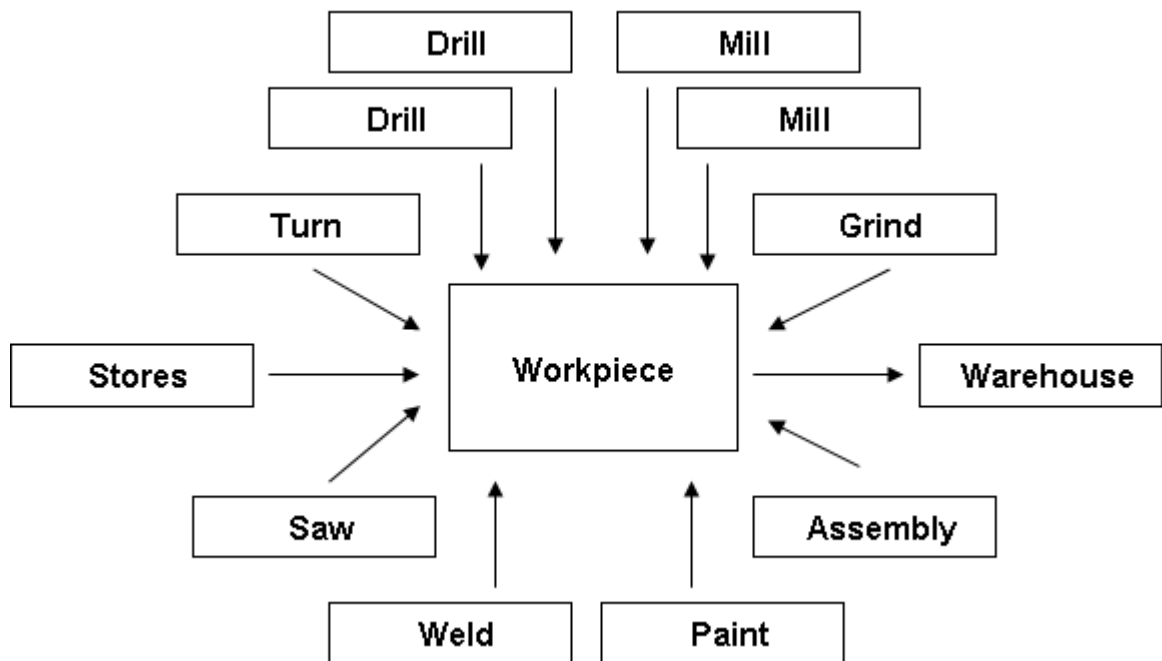 Drill
Mill
Drill
Mill
Turn
Grind
Stores
Workpiece
Warehouse
Saw
Assembly
Weld
Paint